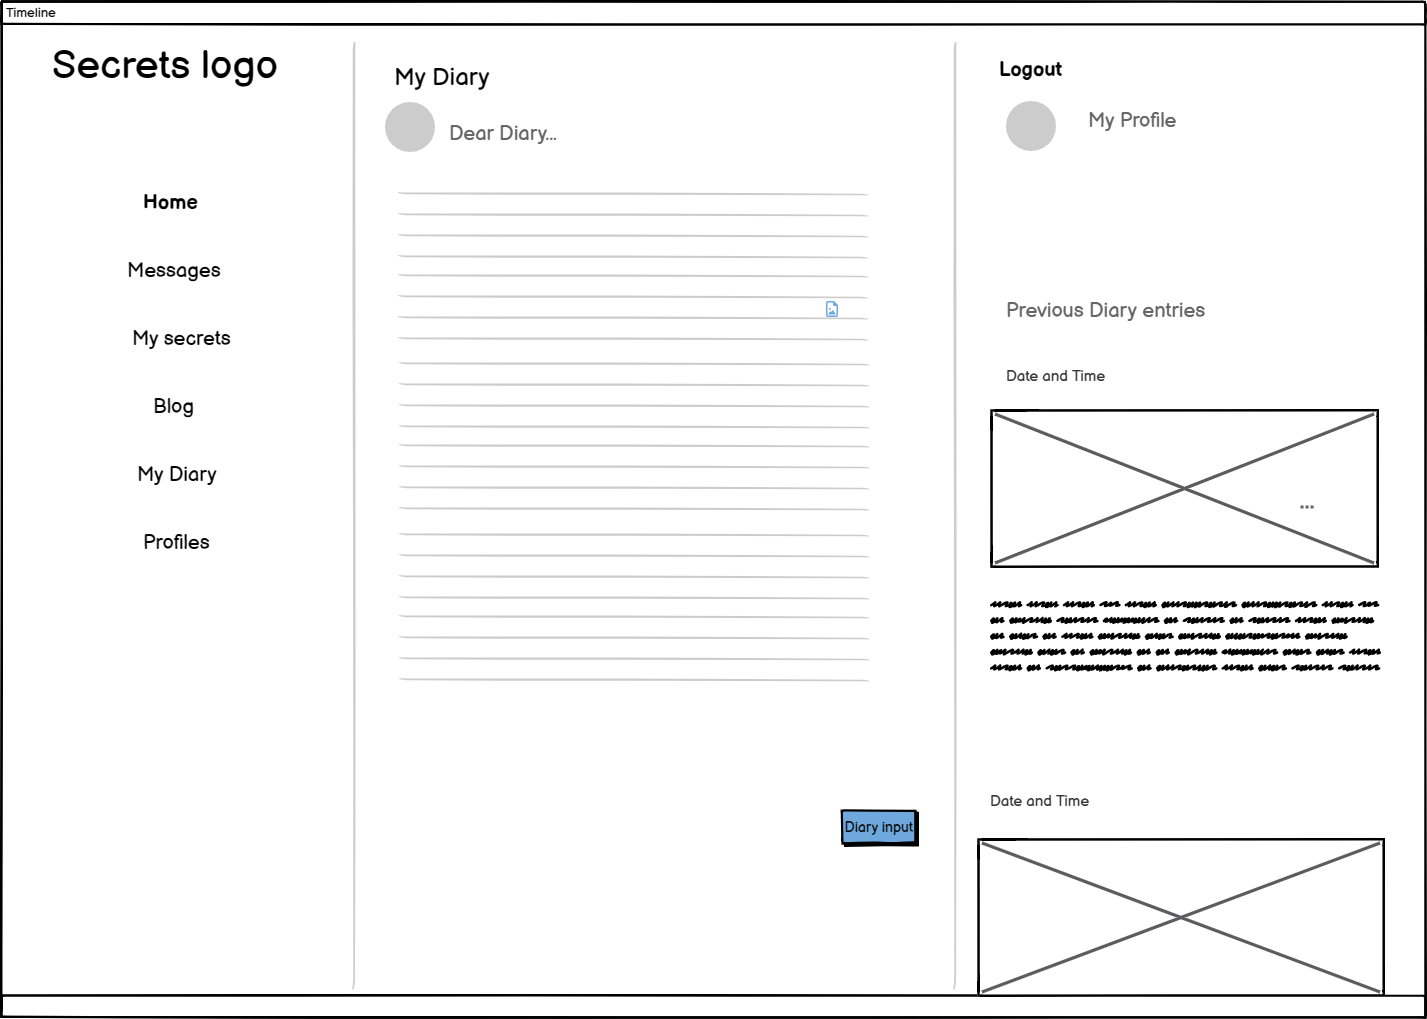 Timeline
Secrets logo
Home
Messages
My secrets
Blog
My Diary
Profiles
My Diary
Dear Diary...
Diary input
Logout
My Profile
Previous Diary entries
Date and Time
...
Date and Time